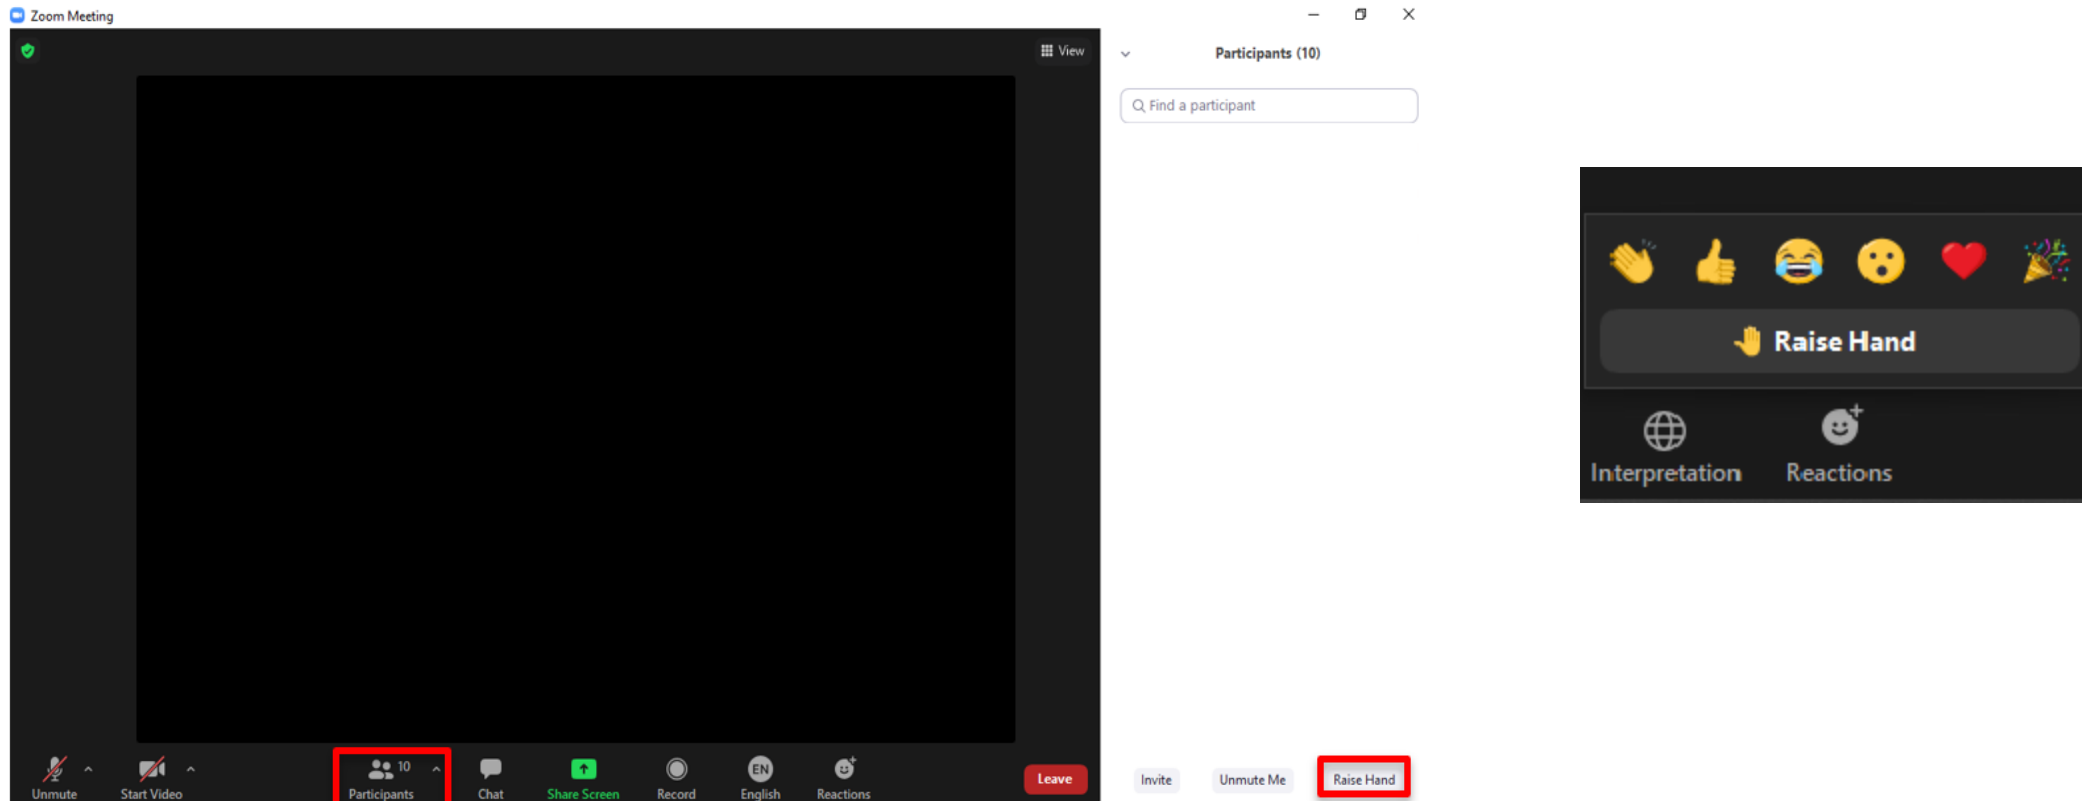 Zoom Meeting
View
Participants (10)
Find a participant
Raise Hand
Interpretation Reactions
10
EN
Unmute Start Video Participants Chat Share Screen Record English Reactions
Leave
Invite Unmute Me Raise Hand